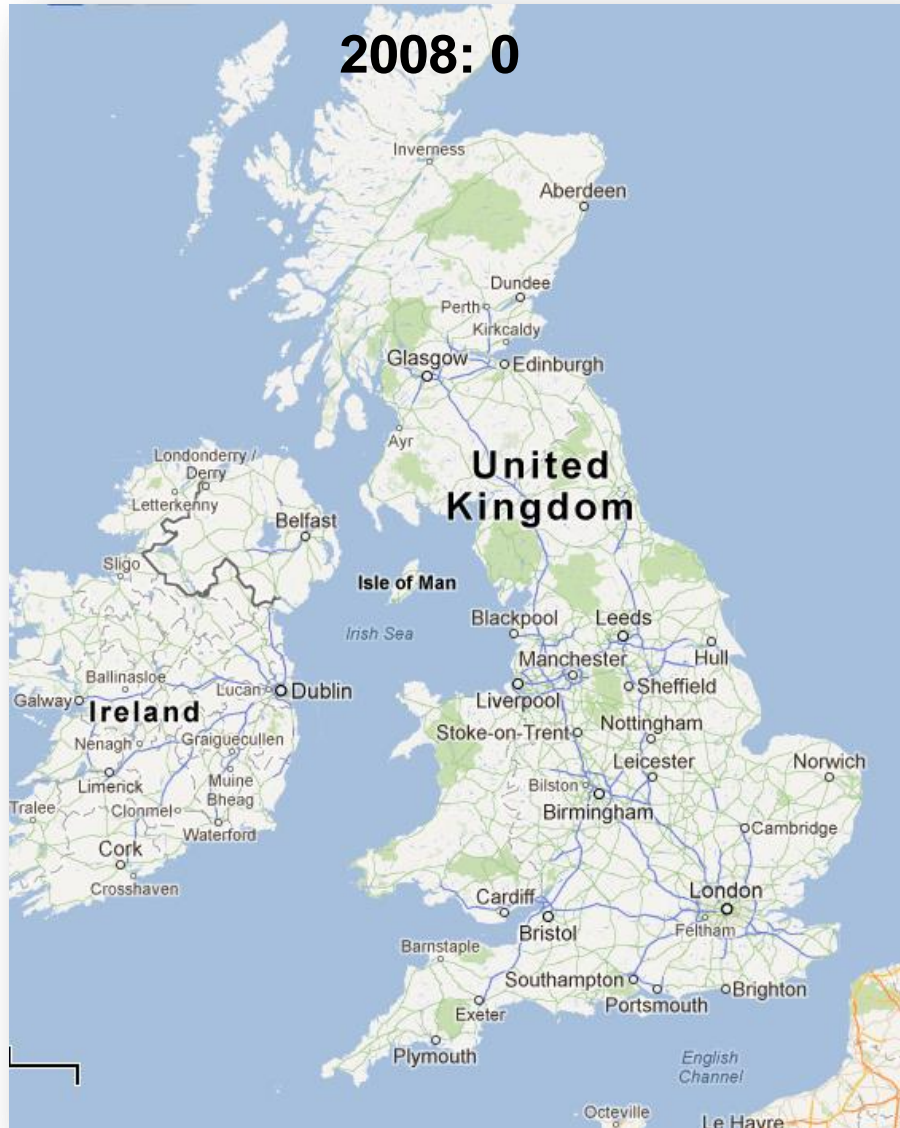 2008: 0
Inverness
Aberdeen
Dundee
Perth
Kirkcaldy
Glasgow
Edinburgh
Ayr
United
Kingdom
Londonderry /
Derry
Letterkenny
Belfast
Sligo
Isle of Man
Irish Sea
Blackpool
Leeds
Hull
Manchester
Liverpool
Sheffield
Ballinasloe
Lucan
Dublin
Galway
Ireland
Stoke-on-Trent
Nottingham
Nenagh
Graiguecullen
Leicester
Norwich
Limerick
Muine
Bheag
Bilston
Birmingham
Tralee
Clonmel
Waterford
Cambridge
Cork
Crosshaven
Cardiff
London
Bristol
Feltham
Barnstaple
Southampton
Portsmouth
Brighton
Exeter
Plymouth
English
Channel
Octeville
Le Havre